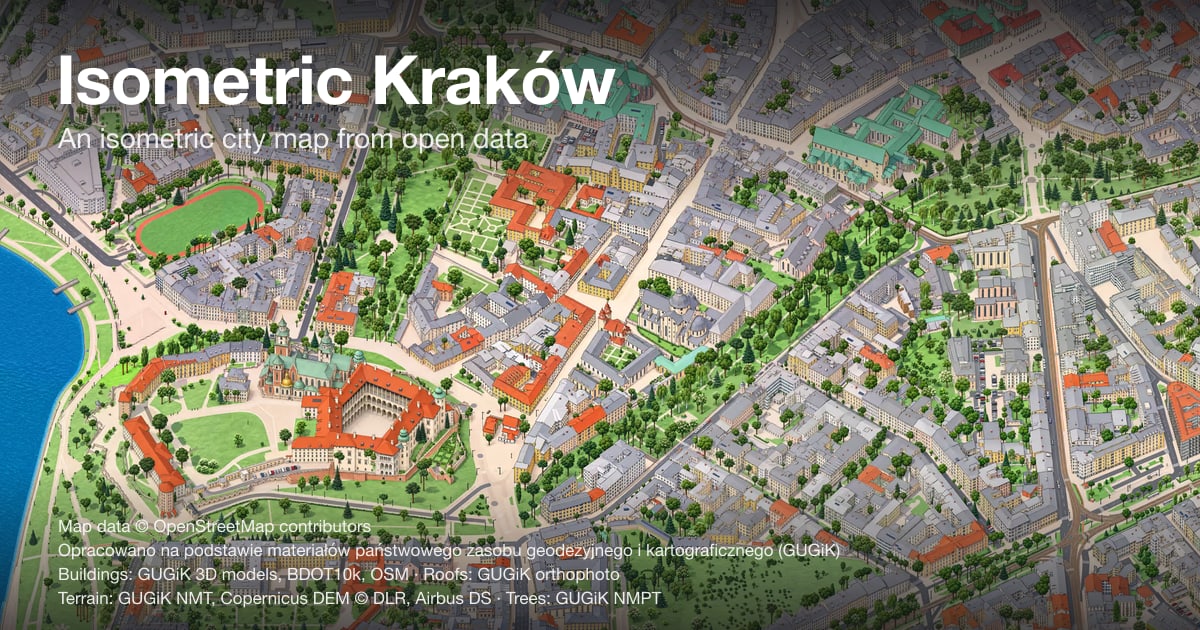 Isometric Kraków
An isometric city map from open data
Map data © OpenStreetMap contributors
Opracowano na podstawie materiałów państwowego zasobu geodezyjnego i kartograficznego (GUGiK)
Buildings: GUGiK 3D models, BDOT10k, OSM · Roofs: GUGiK orthophoto
Terrain: GUGiK NMT, Copernicus DEM © DLR, Airbus DS · Trees: GUGiK NMPT